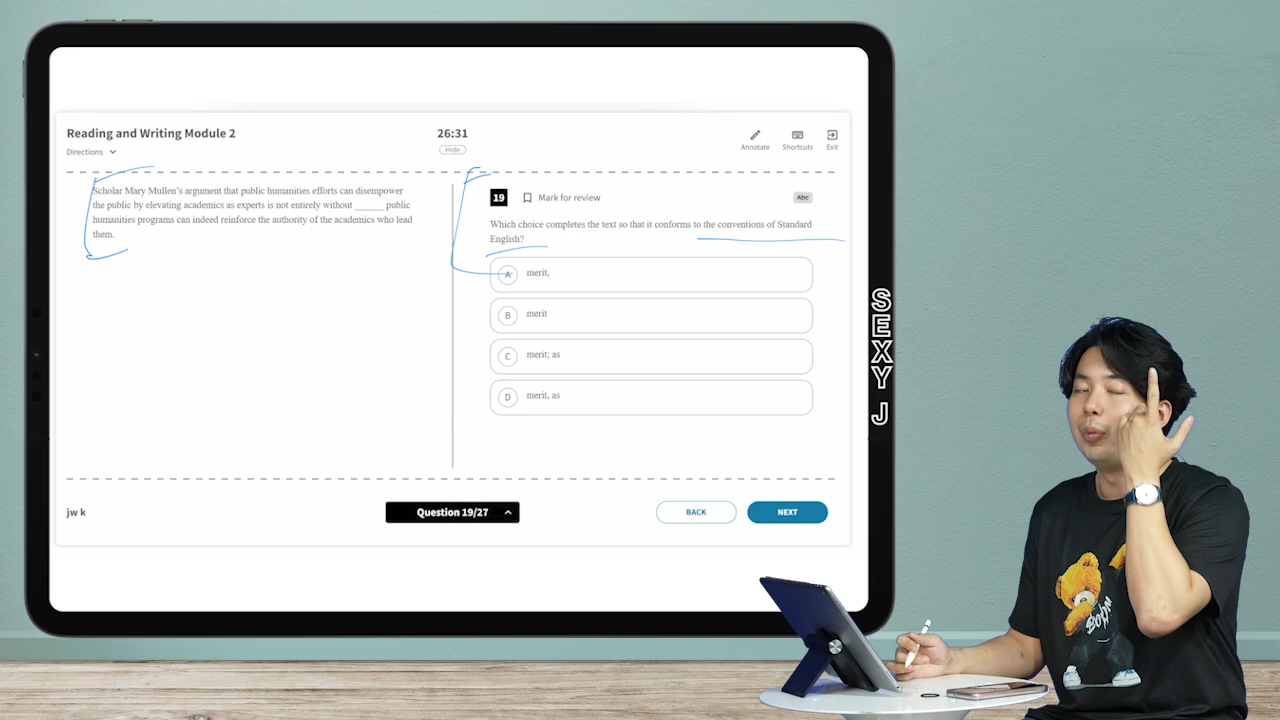 Reading and Writing Module 2
Directions
26:31
Hide
Annotate
Shortcuts
Exit
Scholar Mary Mullen's argument that public humanities efforts can disempower
the public by elevating academics as experts is not entirely without ______ public
humanities programs can indeed reinforce the authority of the academics who lead
them.
19
Mark for review
Abc
Which choice completes the text so that it conforms to the conventions of Standard
English?
A merit,
B merit
C merit; as
D merit, as
jw k
Question 19/27
BACK
NEXT
SEXY J